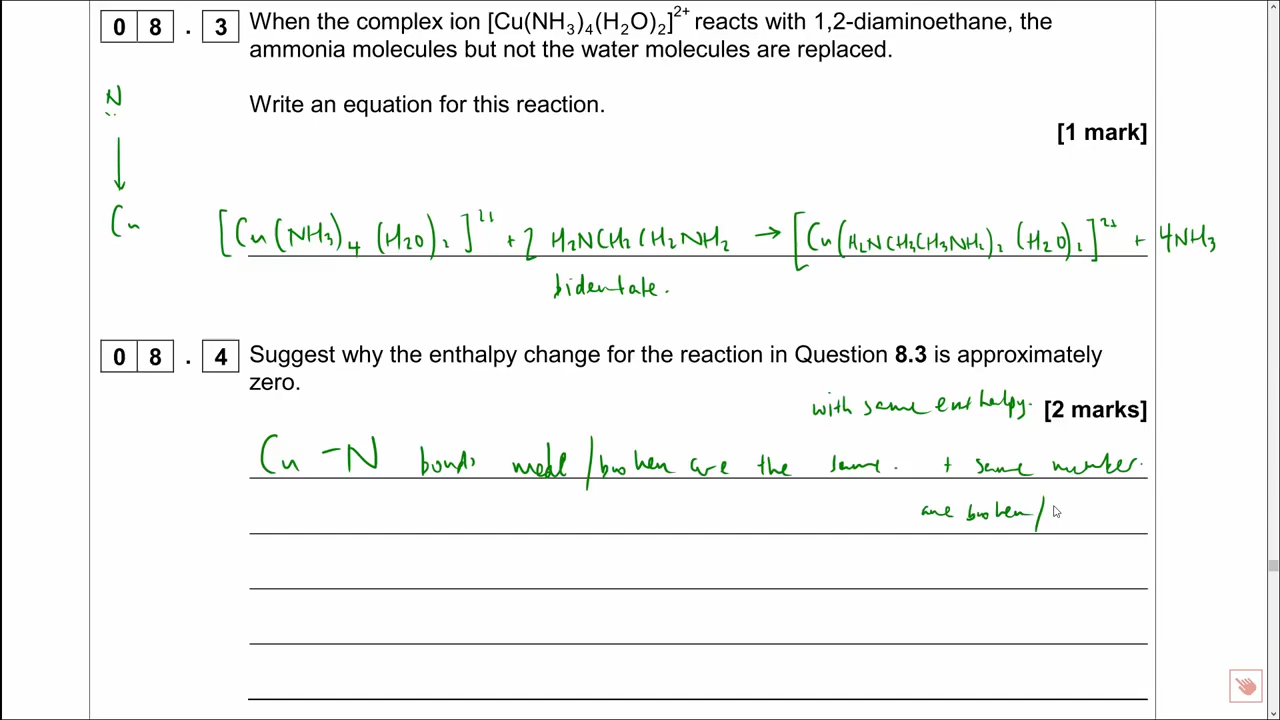 0 8 . 3 When the complex ion [Cu(NH₃)₄(H₂O)₂]²⁺ reacts with 1,2-diaminoethane, the
ammonia molecules but not the water molecules are replaced.
N
Write an equation for this reaction.
[1 mark]
Cu
[Cu(NH3)4 (H2O)2]2+ + 2 H2NCH2CH2NH2 → [Cu(H2NCH2CH2NH2)2 (H2O)2]2+ + 4NH3
bidentate.
0 8 . 4 Suggest why the enthalpy change for the reaction in Question 8.3 is approximately
zero.
with same enthalpy. [2 marks]
Cu-N bonds made/broken are the same. + same number.
are broken/